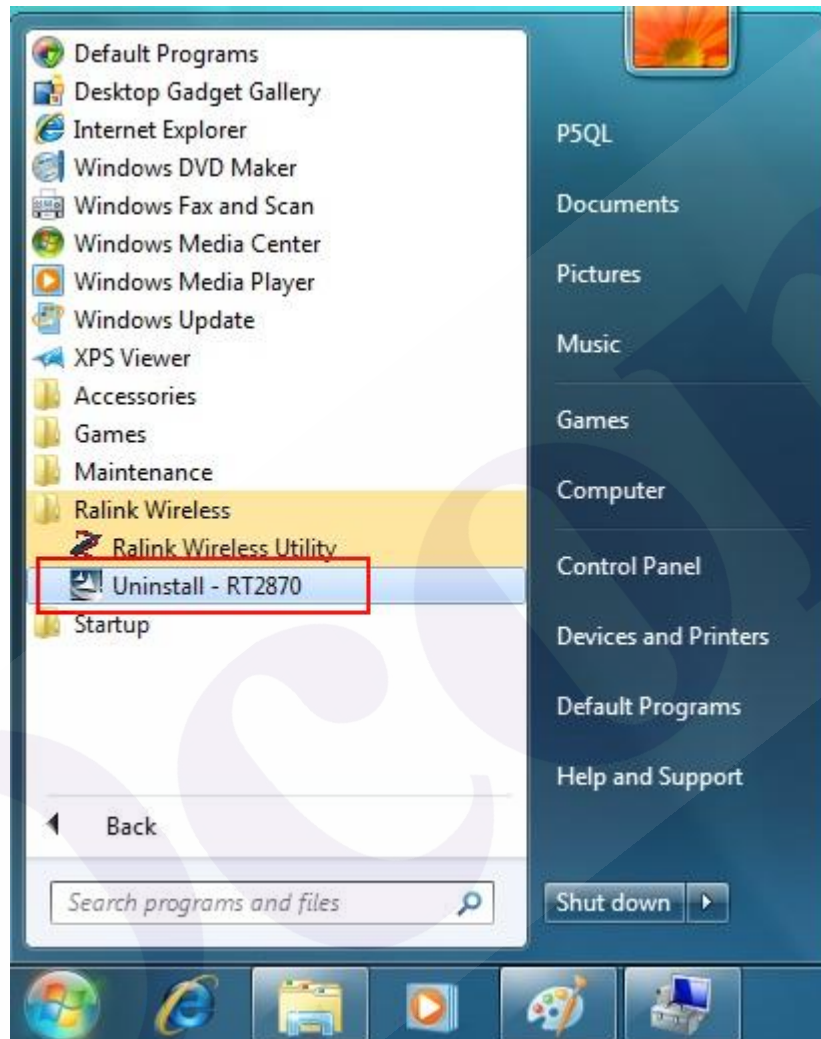 Default Programs
Desktop Gadget Gallery
Internet Explorer
Windows DVD Maker
Windows Fax and Scan
Windows Media Center
Windows Media Player
Windows Update
XPS Viewer
Accessories
Games
Maintenance
Ralink Wireless
Ralink Wireless Utility
Uninstall - RT2870
Startup
Back
Search programs and files
P5QL
Documents
Pictures
Music
Games
Computer
Control Panel
Devices and Printers
Default Programs
Help and Support
Shut down